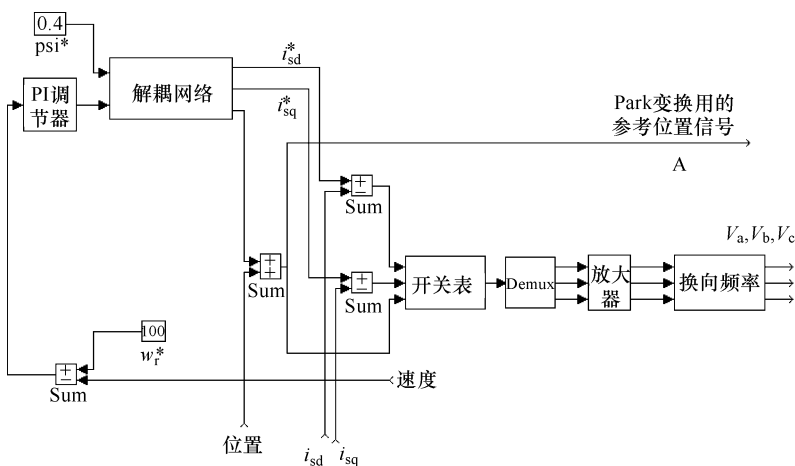 0.4
psi*
PI调
节器
解耦网络
i*sd
i*sq
Park变换用的
参考位置信号
A
+
−
Sum
+
+
Sum
+
−
Sum
开关表
Demux
放大
器
换向频率
Va,Vb,Vc
100
wr*
+
−
Sum
速度
位置
isd
isq